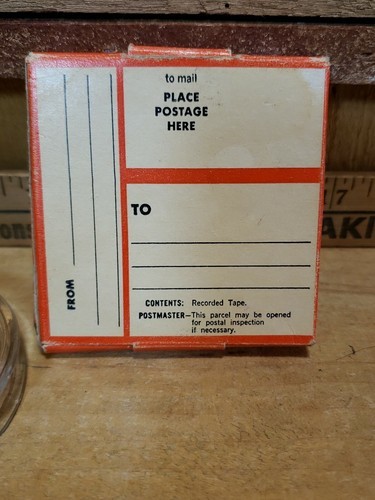 to mail
PLACE
POSTAGE
HERE
TO
FROM
CONTENTS: Recorded Tape.
POSTMASTER—This parcel may be opened
for postal inspection
if necessary.
7